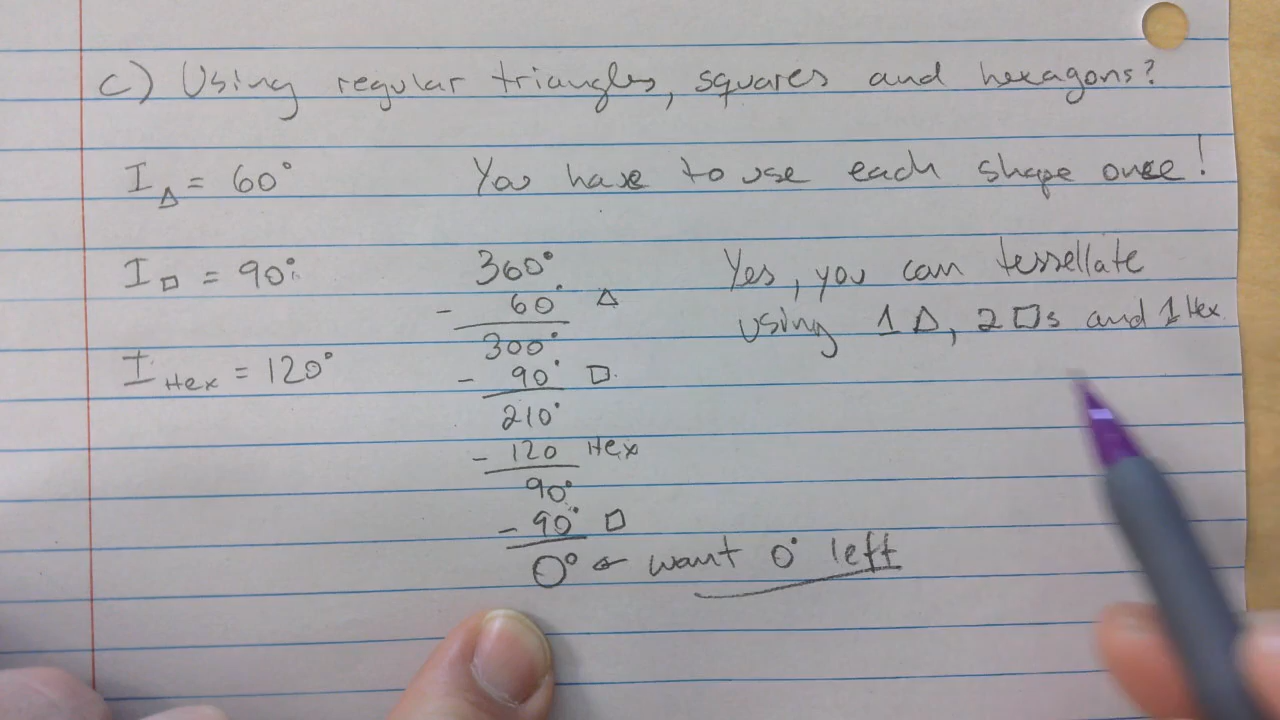 c) Using regular triangles, squares and hexagons?
I△ = 60° You have to use each shape once!
I□ = 90° 360° Yes, you can tessellate
- 60° △ using 1 △, 2 □s and 1 Hex.
300°
I Hex = 120° - 90° □
210°
- 120 Hex
90°
- 90° □
0° ← want 0° left